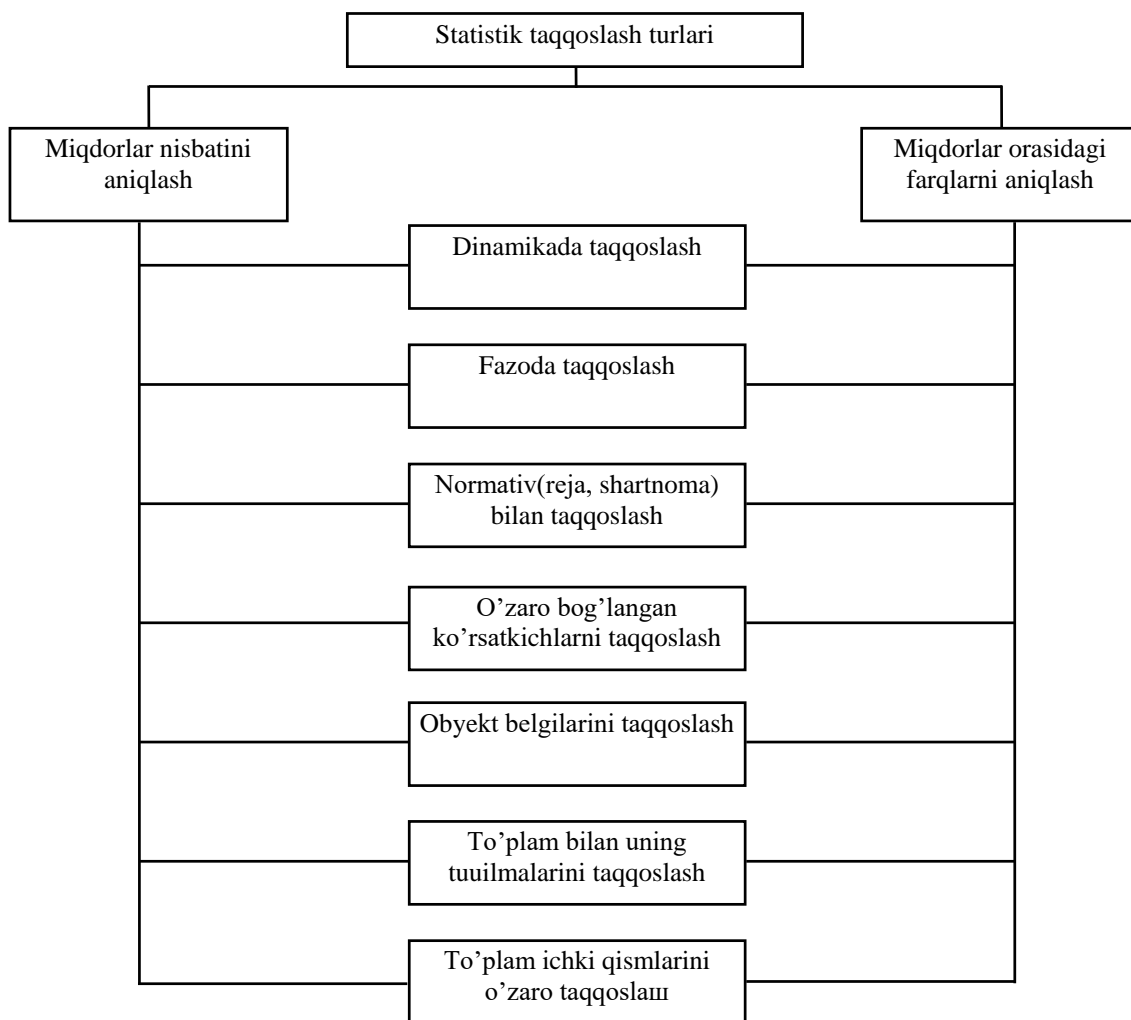 Statistik taqqoslash turlari
Miqdorlar nisbatini
aniqlash
Miqdorlar orasidagi
farqlarni aniqlash
Dinamikada taqqoslash
Fazoda taqqoslash
Normativ(reja, shartnoma)
bilan taqqoslash
O’zaro bog’langan
ko’rsatkichlarni taqqoslash
Obyekt belgilarini taqqoslash
To’plam bilan uning
tuuilmalarini taqqoslash
To’plam ichki qismlarini
o’zaro taqqoslaш